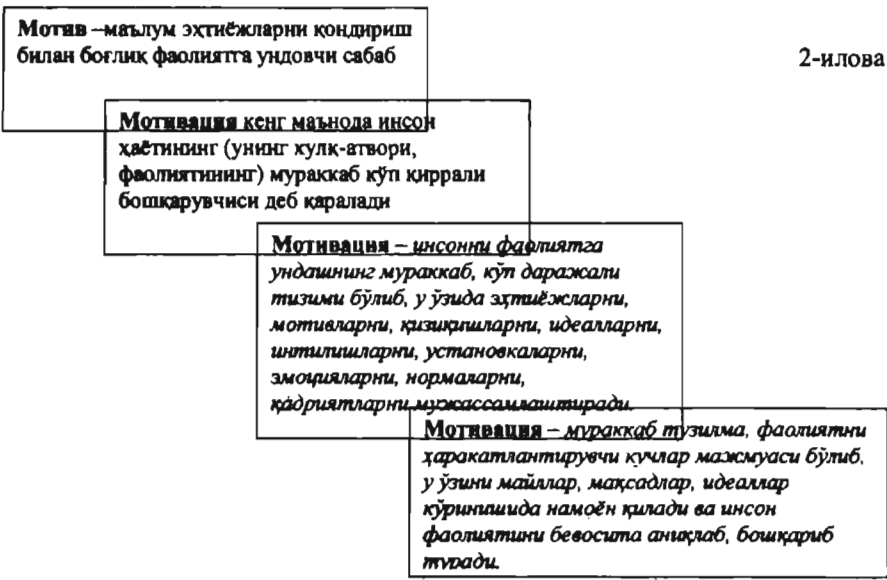 Мотив –маълум эҳтиёжларни қондириш
билан боғлиқ фаолиятга ундовчи сабаб
2-илова
Мотивация кенг маънода инсон
ҳаётининг (унинг хулқ-атвори,
фаолиятининг) мураккаб кўп қиррали
бошқарувчиси деб қаралади
Мотивация – инсонни фаолиятга
ундашнинг мураккаб, кўп даражали
тизими бўлиб, у ўзида эҳтиёжларни,
мотивларни, қизиқишларни, идеалларни,
интилишларни, установкаларни,
эмоцияларни, нормаларни,
қадриятларни мужассамлаштиради.
Мотивация – мураккаб тузилма, фаолиятни
ҳаракатлантирувчи кучлар мажмуаси бўлиб,
у ўзини майллар, мақсадлар, идеаллар
кўринишида намоён қилади ва инсон
фаолиятини бевосита аниқлаб, бошқариб
туради.